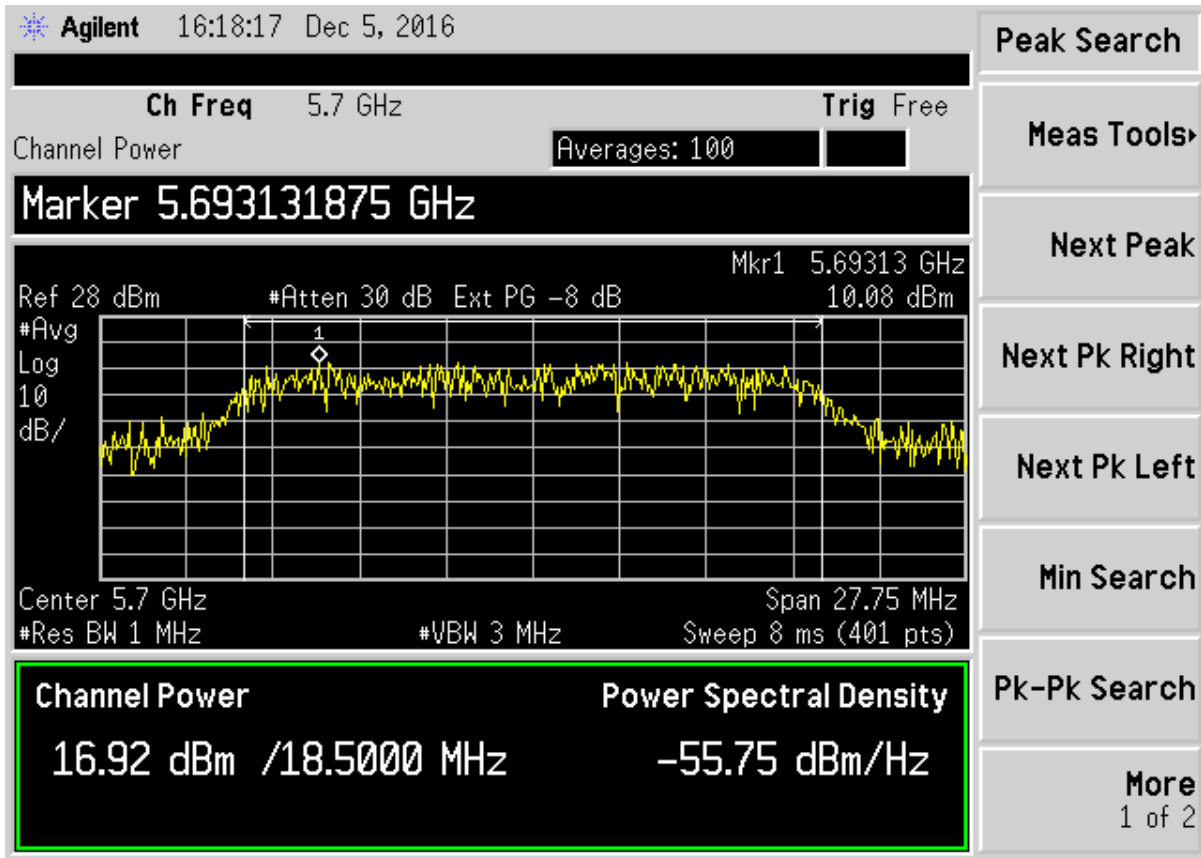 Agilent 16:18:17 Dec 5, 2016
Ch Freq 5.7 GHz Trig Free
Channel Power Averages: 100
Marker 5.693131875 GHz
Mkr1 5.69313 GHz
Ref 28 dBm #Atten 30 dB Ext PG -8 dB 10.08 dBm
#Avg
Log
10
dB/
1
Center 5.7 GHz Span 27.75 MHz
#Res BW 1 MHz #VBW 3 MHz Sweep 8 ms (401 pts)
Channel Power Power Spectral Density
16.92 dBm /18.5000 MHz -55.75 dBm/Hz
Peak Search
Meas Tools▸
Next Peak
Next Pk Right
Next Pk Left
Min Search
Pk-Pk Search
More
1 of 2